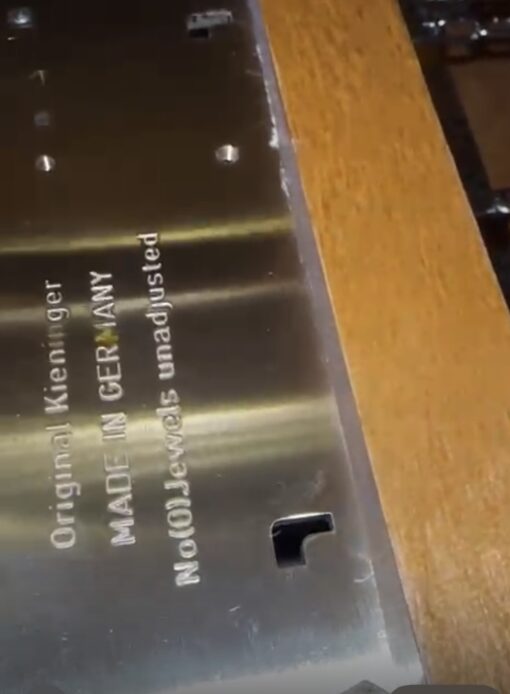 Original Kieninger
MADE IN GERMANY
No(0)Jewels unadjusted